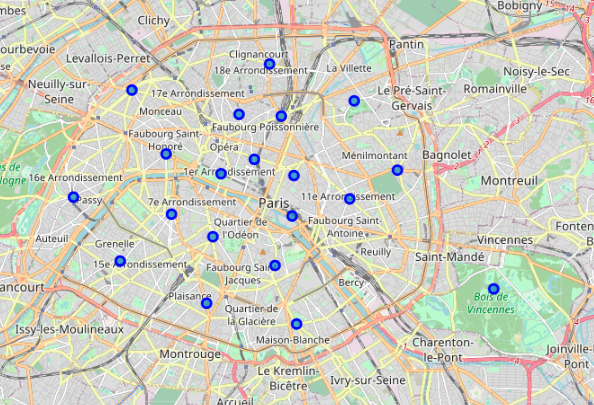 Bobigny
Clichy
Pantin
Levallois-Perret
Clignancourt
18e Arrondissement
La Villette
Noisy-le-Sec
Neuilly-sur-
Seine
17e Arrondissement
Le Pré-Saint-
Gervais
Romainville
Monceau
Faubourg Poissonnière
Faubourg Saint-
Honoré
Opéra
Ménilmontant
Bagnolet
16e Arrondissement
1er Arrondissement
Montreuil
Passy
7e Arrondissement
Paris
11e Arrondissement
Quartier de
l'Odéon
Faubourg Saint-
Antoine
Auteuil
Grenelle
Reuilly
Vincennes
Saint-Mandé
15e Arrondissement
Faubourg Saint-
Jacques
Bercy
Plaisance
Bois de
Vincennes
Quartier de
la Glacière
Issy-les-Moulineaux
Maison-Blanche
Charenton-
le-Pont
Joinville-
le-Pont
Montrouge
Le Kremlin-
Bicêtre
Ivry-sur-Seine
Arcueil